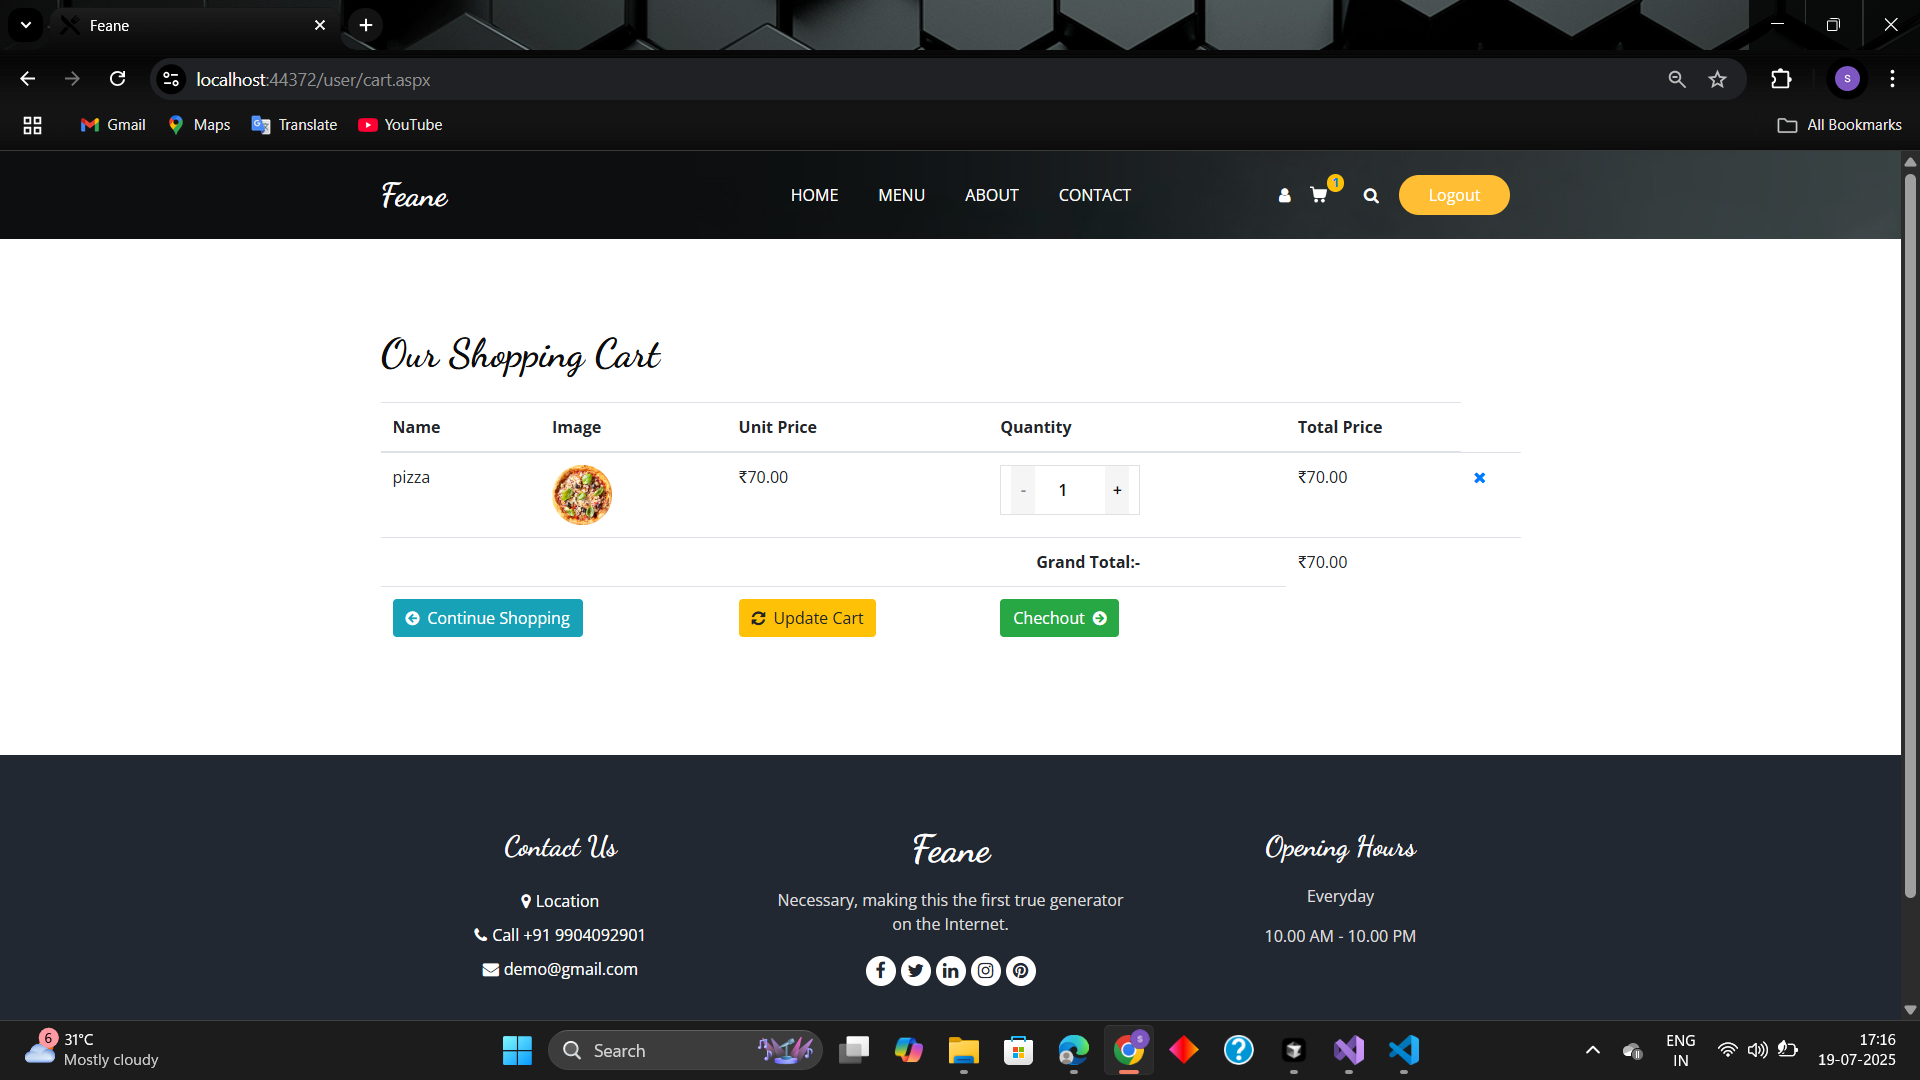 Feane
localhost:44372/user/cart.aspx
S
Gmail
Maps
Translate
YouTube
All Bookmarks
Feane
HOME
MENU
ABOUT
CONTACT
1
Logout
Our Shopping Cart
Name Image Unit Price Quantity Total Price
pizza ₹70.00 - 1 + ₹70.00
Grand Total:- ₹70.00
Continue Shopping
Update Cart
Chechout
Contact Us
Location
Call +91 9904092901
demo@gmail.com
Feane
Necessary, making this the first true generator
on the Internet.
Opening Hours
Everyday
10.00 AM - 10.00 PM
6
31°C
Mostly cloudy
Search
S
ENG
IN
17:16
19-07-2025